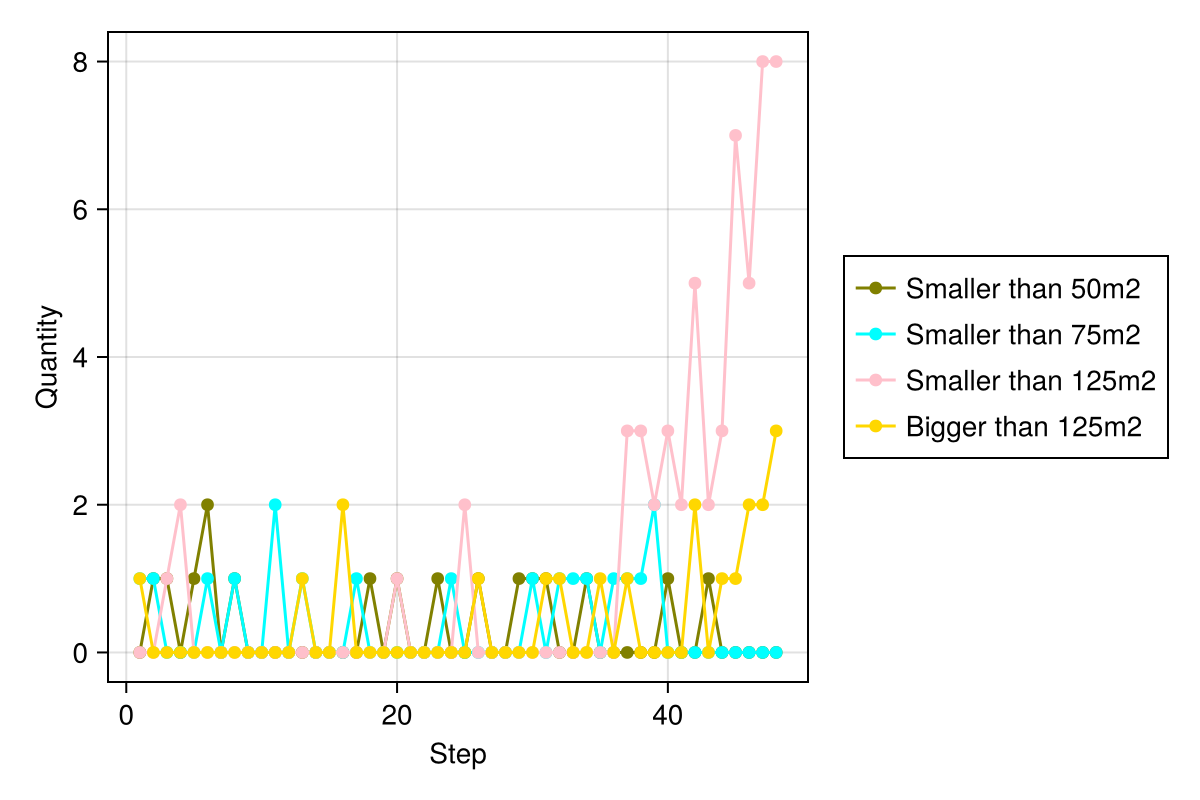 8
6
4
2
0
0 20 40
Quantity
Step
Smaller than 50m2
Smaller than 75m2
Smaller than 125m2
Bigger than 125m2